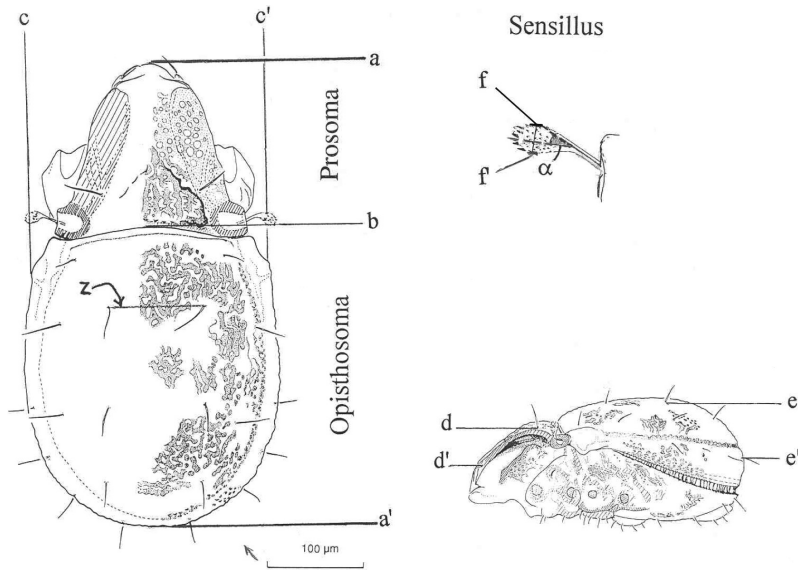 c
c'
Sensillus
a
f
Prosoma
f'
α
b
z
Opisthosoma
d
e
d'
e'
a'
100 µm